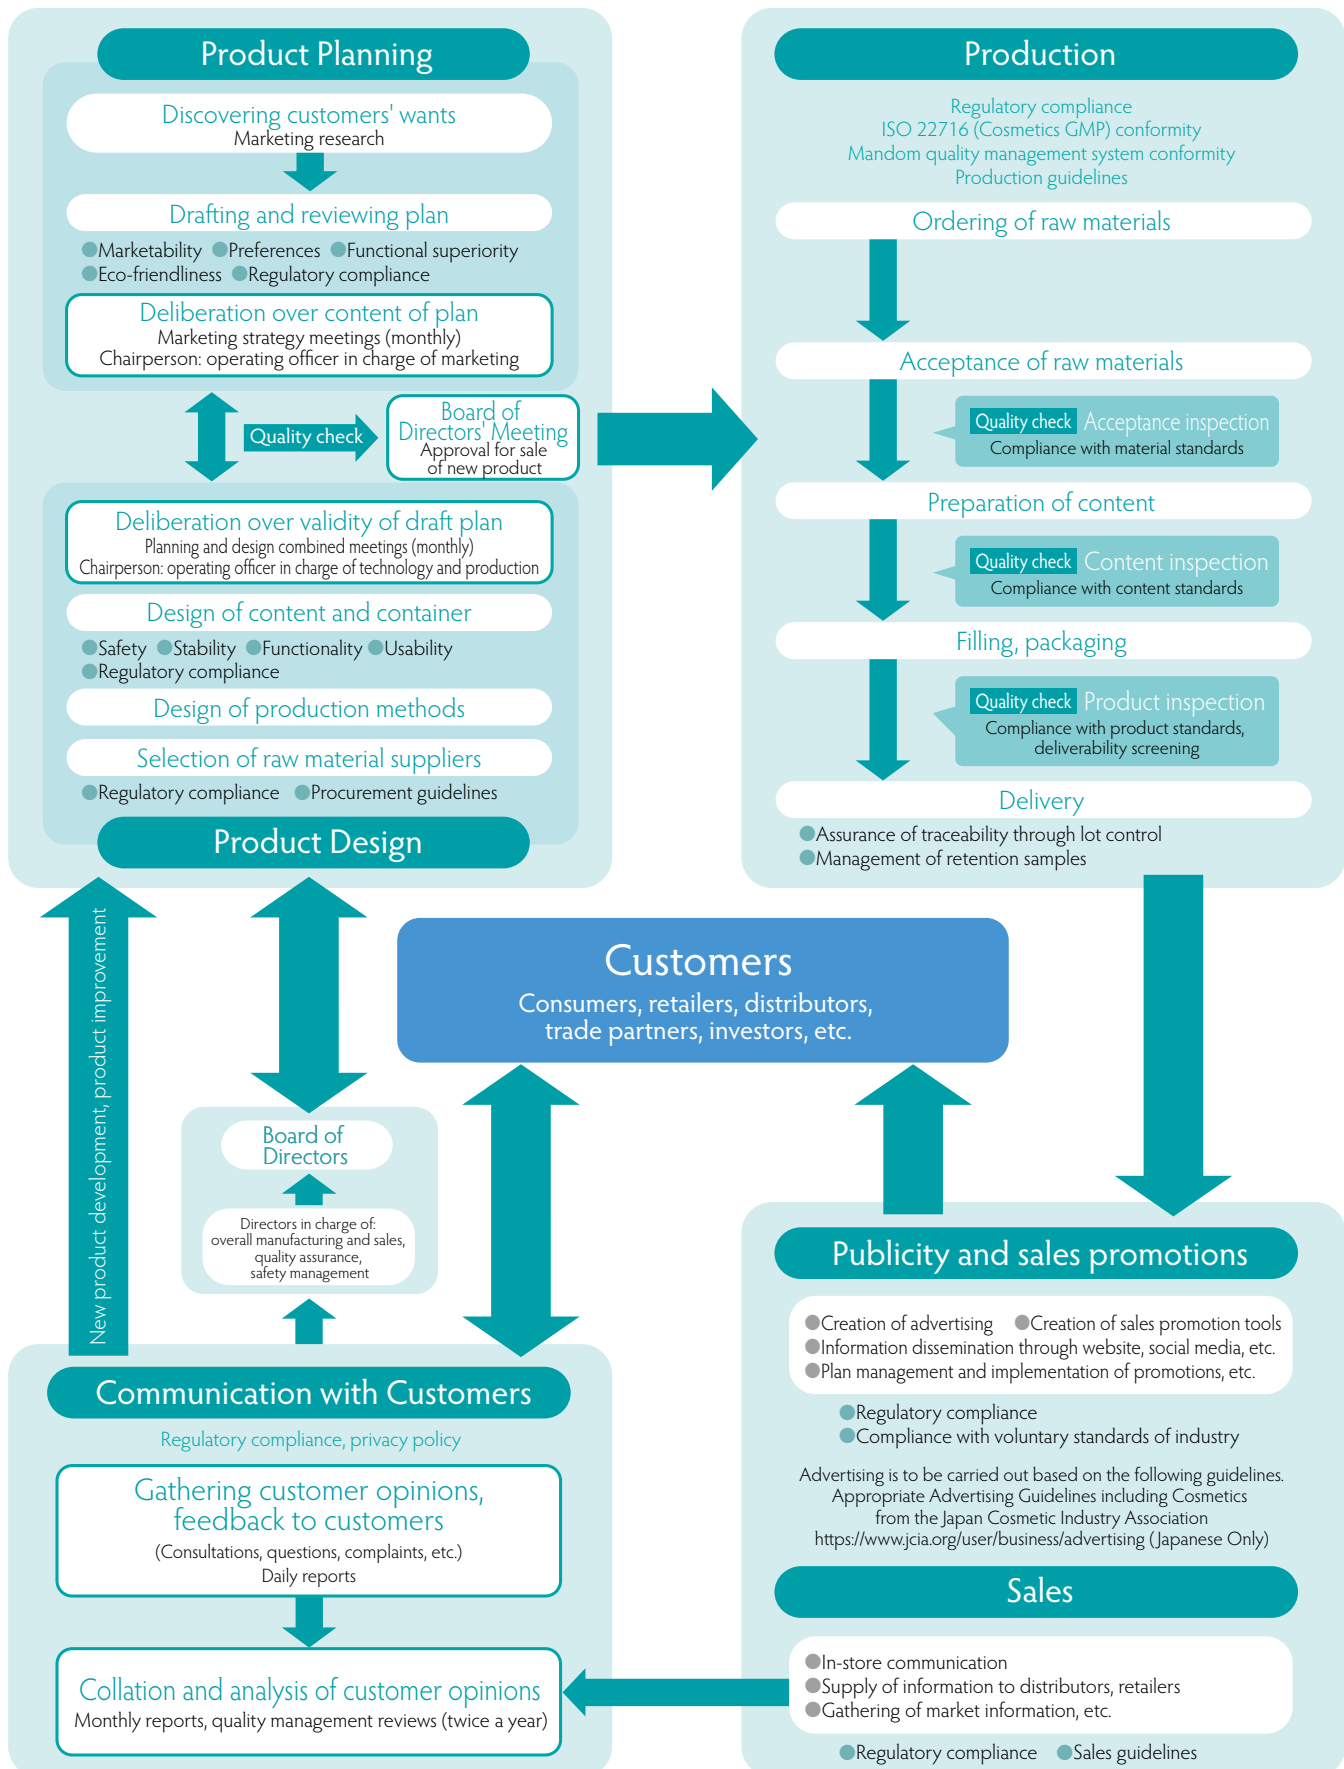 Product Planning
Discovering customers' wants
Marketing research
Drafting and reviewing plan
●Marketability ●Preferences ●Functional superiority
●Eco-friendliness ●Regulatory compliance
Deliberation over content of plan
Marketing strategy meetings (monthly)
Chairperson: operating officer in charge of marketing
Quality check
Board of
Directors' Meeting
Approval for sale
of new product
Deliberation over validity of draft plan
Planning and design combined meetings (monthly)
Chairperson: operating officer in charge of technology and production
Design of content and container
●Safety ●Stability ●Functionality ●Usability
●Regulatory compliance
Design of production methods
Selection of raw material suppliers
●Regulatory compliance ●Procurement guidelines
Product Design
Production
Regulatory compliance
ISO 22716 (Cosmetics GMP) conformity
Mandom quality management system conformity
Production guidelines
Ordering of raw materials
Acceptance of raw materials
Quality check Acceptance inspection
Compliance with material standards
Preparation of content
Quality check Content inspection
Compliance with content standards
Filling, packaging
Quality check Product inspection
Compliance with product standards,
deliverability screening
Delivery
●Assurance of traceability through lot control
●Management of retention samples
New product development, product improvement
Customers
Consumers, retailers, distributors,
trade partners, investors, etc.
Board of
Directors
Directors in charge of:
overall manufacturing and sales,
quality assurance,
safety management
Communication with Customers
Regulatory compliance, privacy policy
Gathering customer opinions,
feedback to customers
(Consultations, questions, complaints, etc.)
Daily reports
Collation and analysis of customer opinions
Monthly reports, quality management reviews (twice a year)
Publicity and sales promotions
●Creation of advertising ●Creation of sales promotion tools
●Information dissemination through website, social media, etc.
●Plan management and implementation of promotions, etc.
●Regulatory compliance
●Compliance with voluntary standards of industry
Advertising is to be carried out based on the following guidelines.
Appropriate Advertising Guidelines including Cosmetics
from the Japan Cosmetic Industry Association
https://www.jcia.org/user/business/advertising (Japanese Only)
Sales
●In-store communication
●Supply of information to distributors, retailers
●Gathering of market information, etc.
●Regulatory compliance ●Sales guidelines